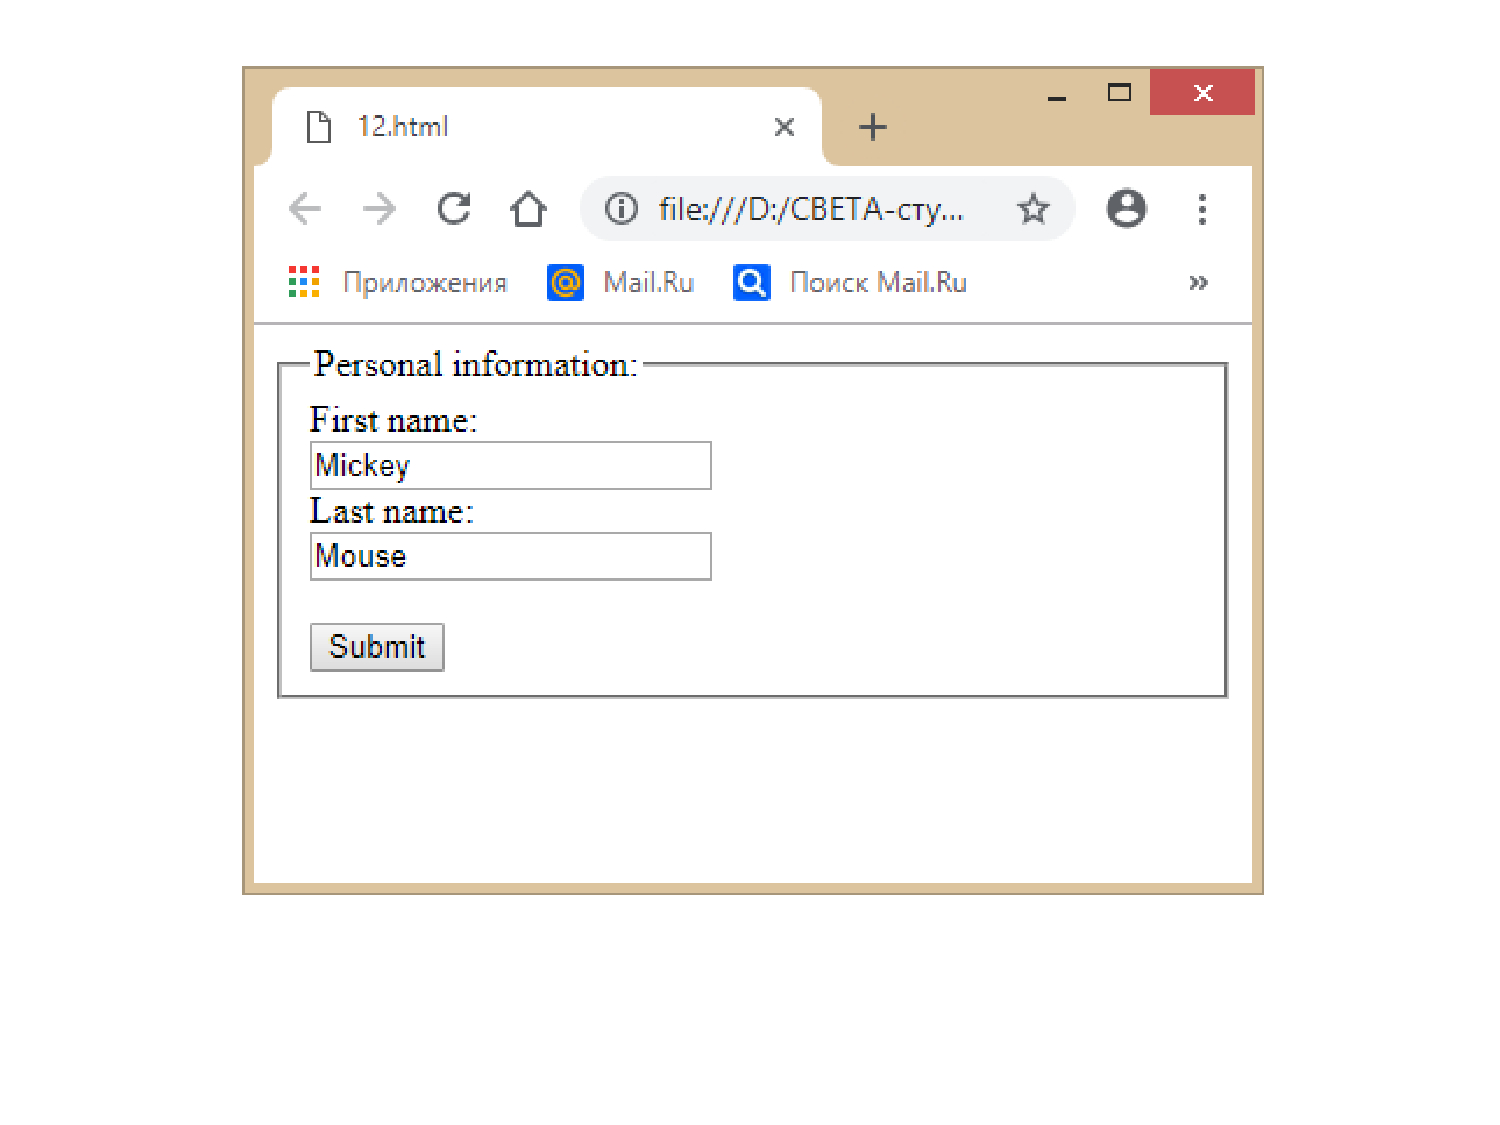 12.html
file:///D:/СВЕТА-сту...
Приложения Mail.Ru Поиск Mail.Ru »
Personal information:
First name:
Mickey
Last name:
Mouse
Submit